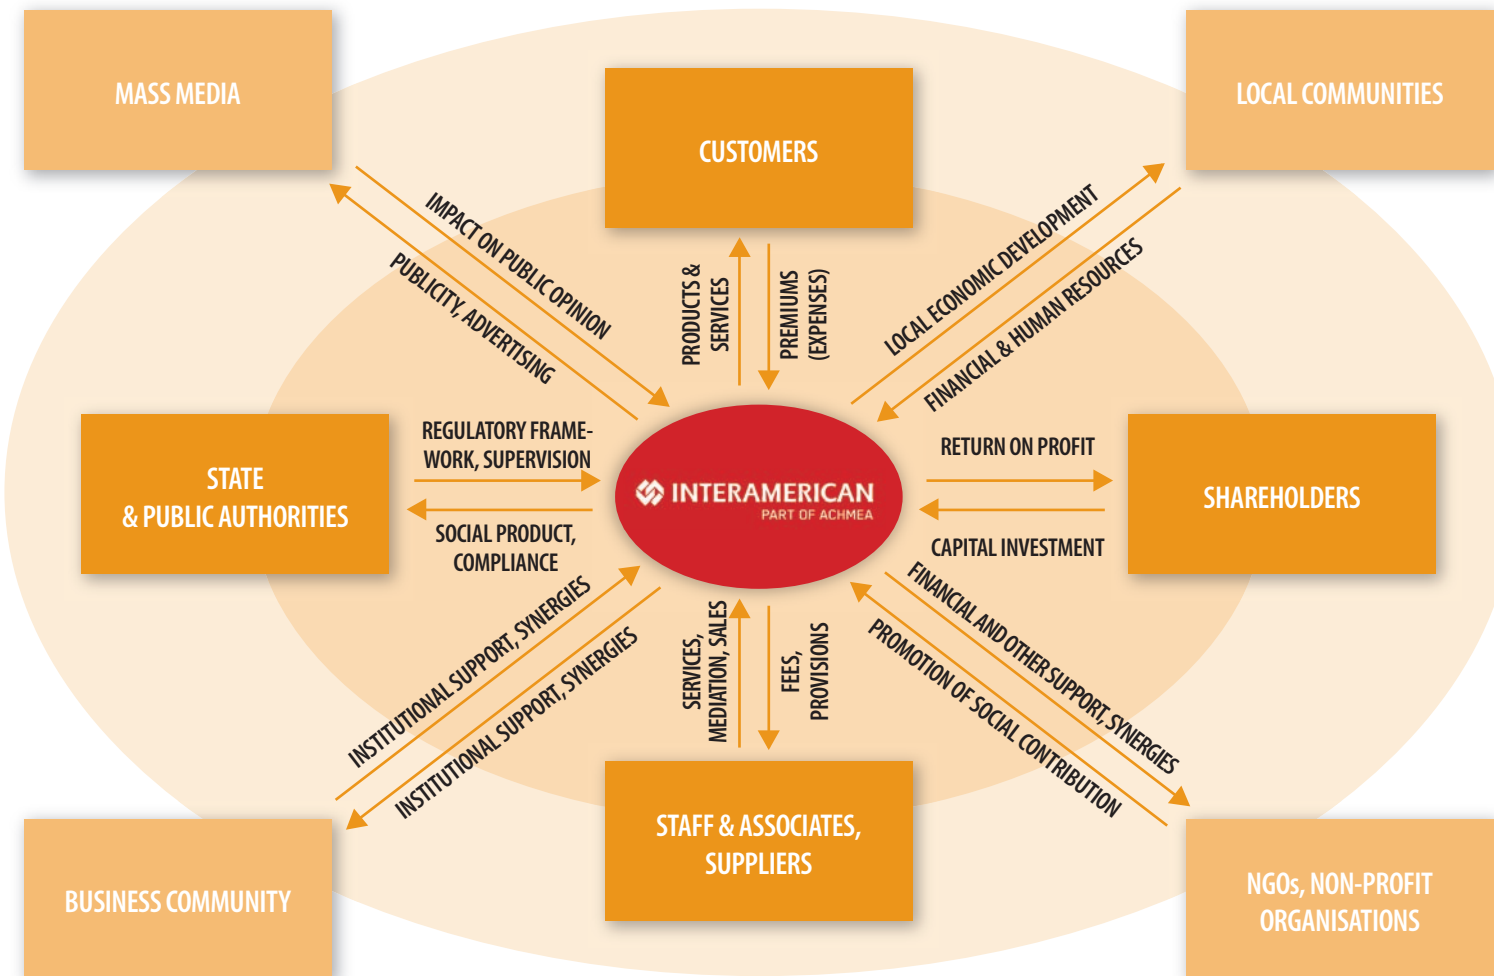 MASS MEDIA
LOCAL COMMUNITIES
CUSTOMERS
IMPACT ON PUBLIC OPINION
PUBLICITY, ADVERTISING
PRODUCTS &
SERVICES
PREMIUMS
(EXPENSES)
LOCAL ECONOMIC DEVELOPMENT
FINANCIAL & HUMAN RESOURCES
STATE
& PUBLIC AUTHORITIES
REGULATORY FRAME-
WORK, SUPERVISION
SOCIAL PRODUCT,
COMPLIANCE
INTERAMERICAN
PART OF ACHMEA
RETURN ON PROFIT
CAPITAL INVESTMENT
SHAREHOLDERS
INSTITUTIONAL SUPPORT, SYNERGIES
INSTITUTIONAL SUPPORT, SYNERGIES
SERVICES,
MEDIATION, SALES
FEES,
PROVISIONS
FINANCIAL AND OTHER SUPPORT, SYNERGIES
PROMOTION OF SOCIAL CONTRIBUTION
BUSINESS COMMUNITY
STAFF & ASSOCIATES,
SUPPLIERS
NGOs, NON-PROFIT
ORGANISATIONS